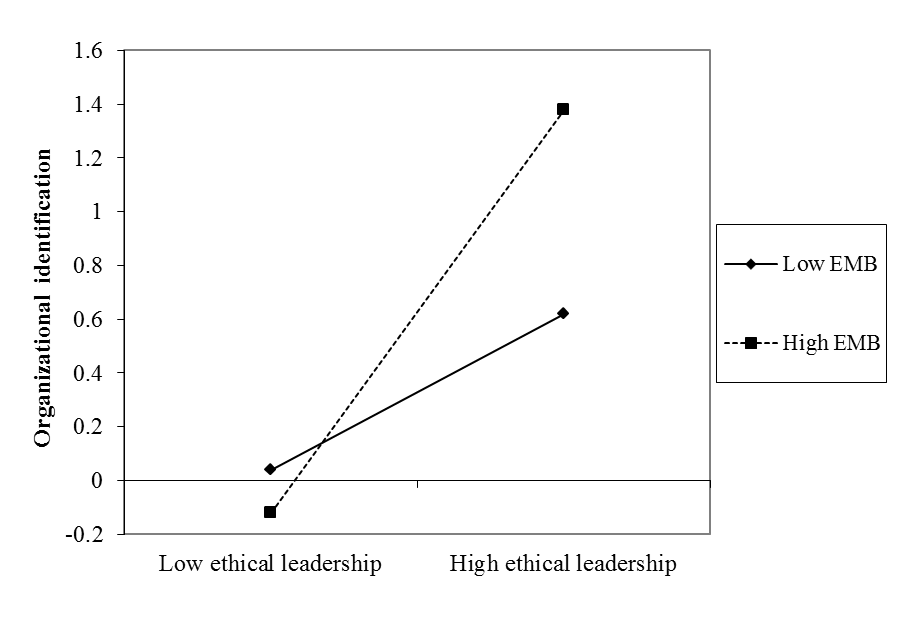 1.6
1.4
1.2
1
0.8
0.6
0.4
0.2
0
-0.2
Organizational identification
Low ethical leadership High ethical leadership
Low EMB
High EMB